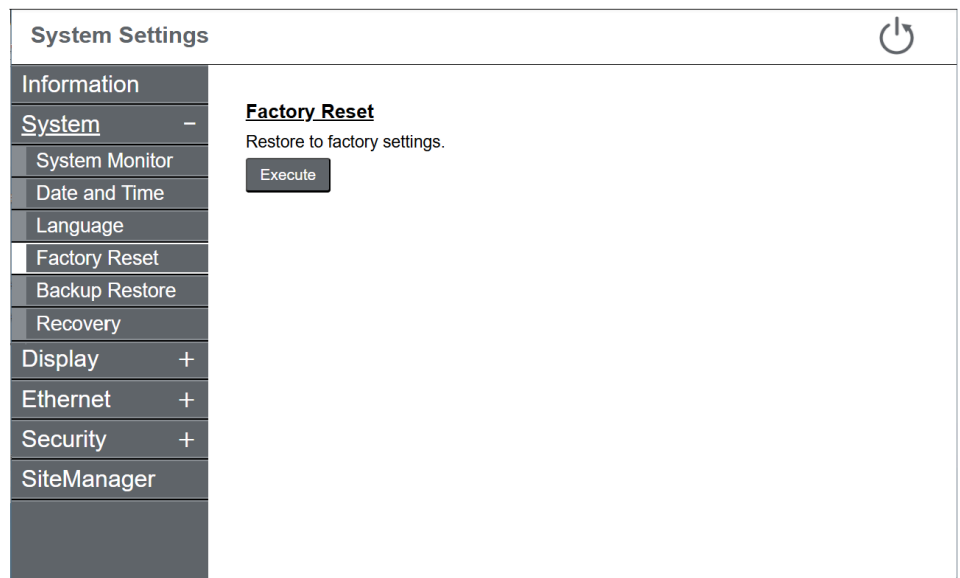 System Settings
Information
System −
System Monitor
Date and Time
Language
Factory Reset
Backup Restore
Recovery
Display +
Ethernet +
Security +
SiteManager
Factory Reset
Restore to factory settings.
Execute